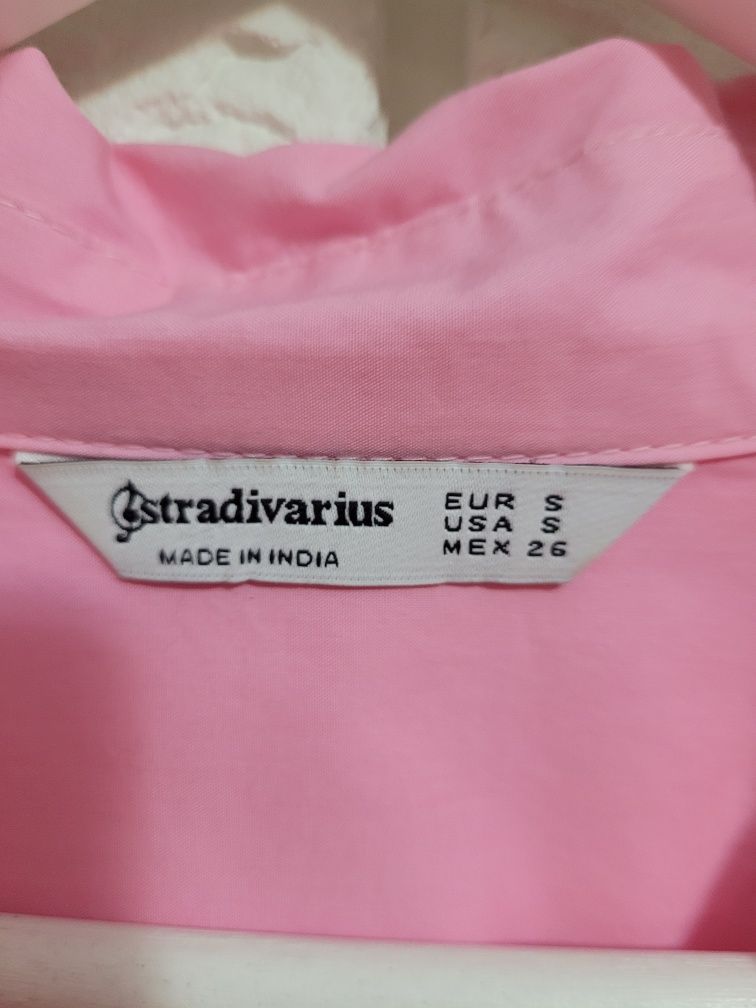 stradivarius
MADE IN INDIA
EUR S
USA S
MEX 26